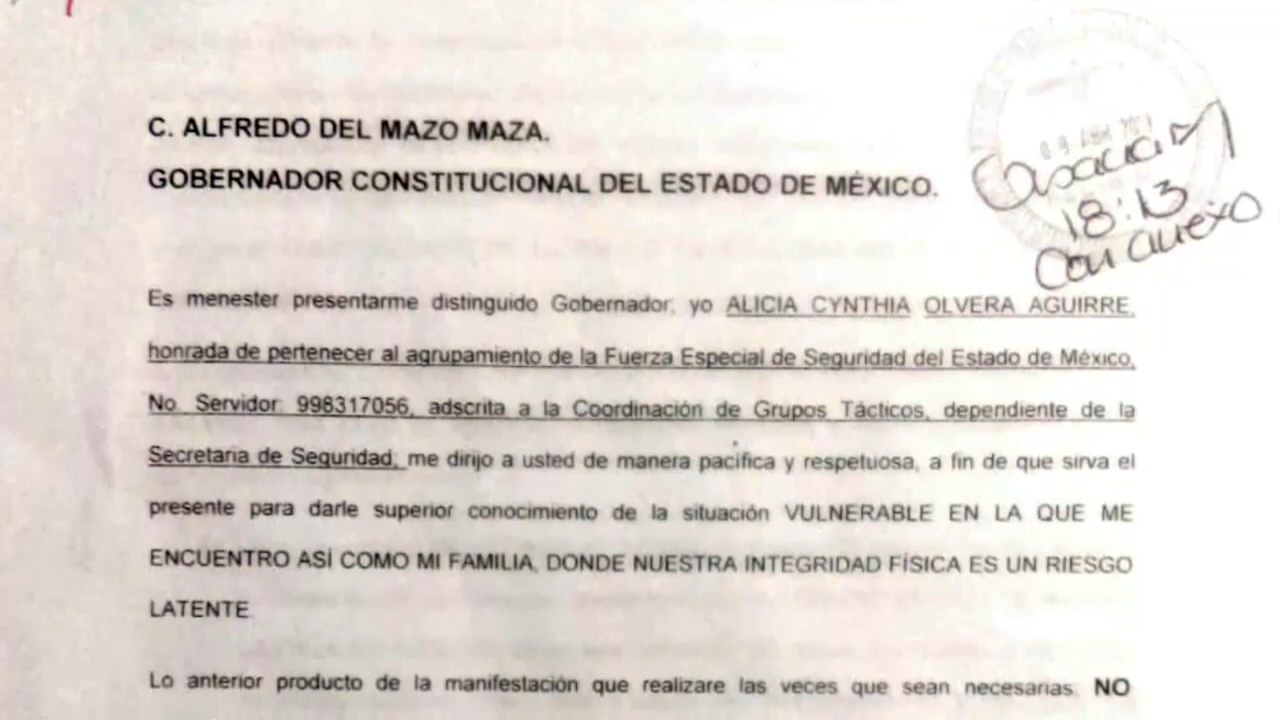 C. ALFREDO DEL MAZO MAZA.
GOBERNADOR CONSTITUCIONAL DEL ESTADO DE MÉXICO.
18:13
Con anexo
Es menester presentarme distinguido Gobernador, yo ALICIA CYNTHIA OLVERA AGUIRRE,
honrada de pertenecer al agrupamiento de la Fuerza Especial de Seguridad del Estado de México,
No Servidor 998317056, adscrita a la Coordinación de Grupos Tácticos, dependiente de la
Secretaria de Seguridad, me dirijo a usted de manera pacifica y respetuosa, a fin de que sirva el
presente para darle superior conocimiento de la situación VULNERABLE EN LA QUE ME
ENCUENTRO ASÍ COMO MI FAMILIA, DONDE NUESTRA INTEGRIDAD FÍSICA ES UN RIESGO
LATENTE.
Lo anterior producto de la manifestación que realizare las veces que sean necesarias. NO